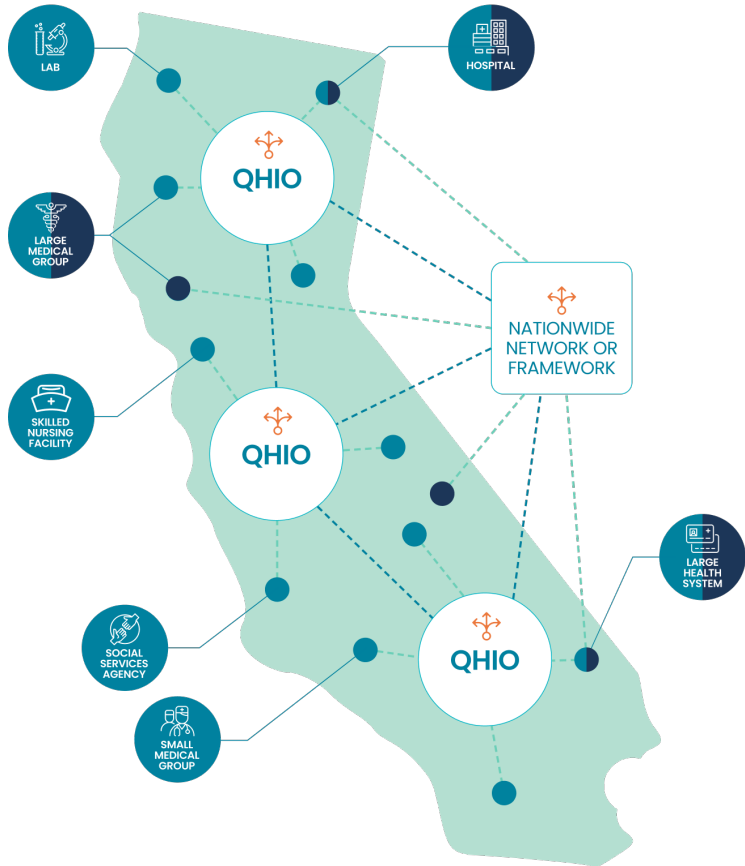 LAB
HOSPITAL
QHIO
LARGE
MEDICAL
GROUP
NATIONWIDE
NETWORK OR
FRAMEWORK
SKILLED
NURSING
FACILITY
QHIO
LARGE
HEALTH
SYSTEM
SOCIAL
SERVICES
AGENCY
QHIO
SMALL
MEDICAL
GROUP